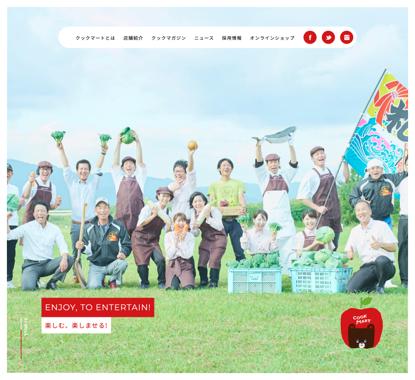 クックマートとは 店舗紹介 クックマガジン ニュース 採用情報 オンラインショップ
ENJOY, TO ENTERTAIN!
楽しむ。楽しませる!
COOK
MART